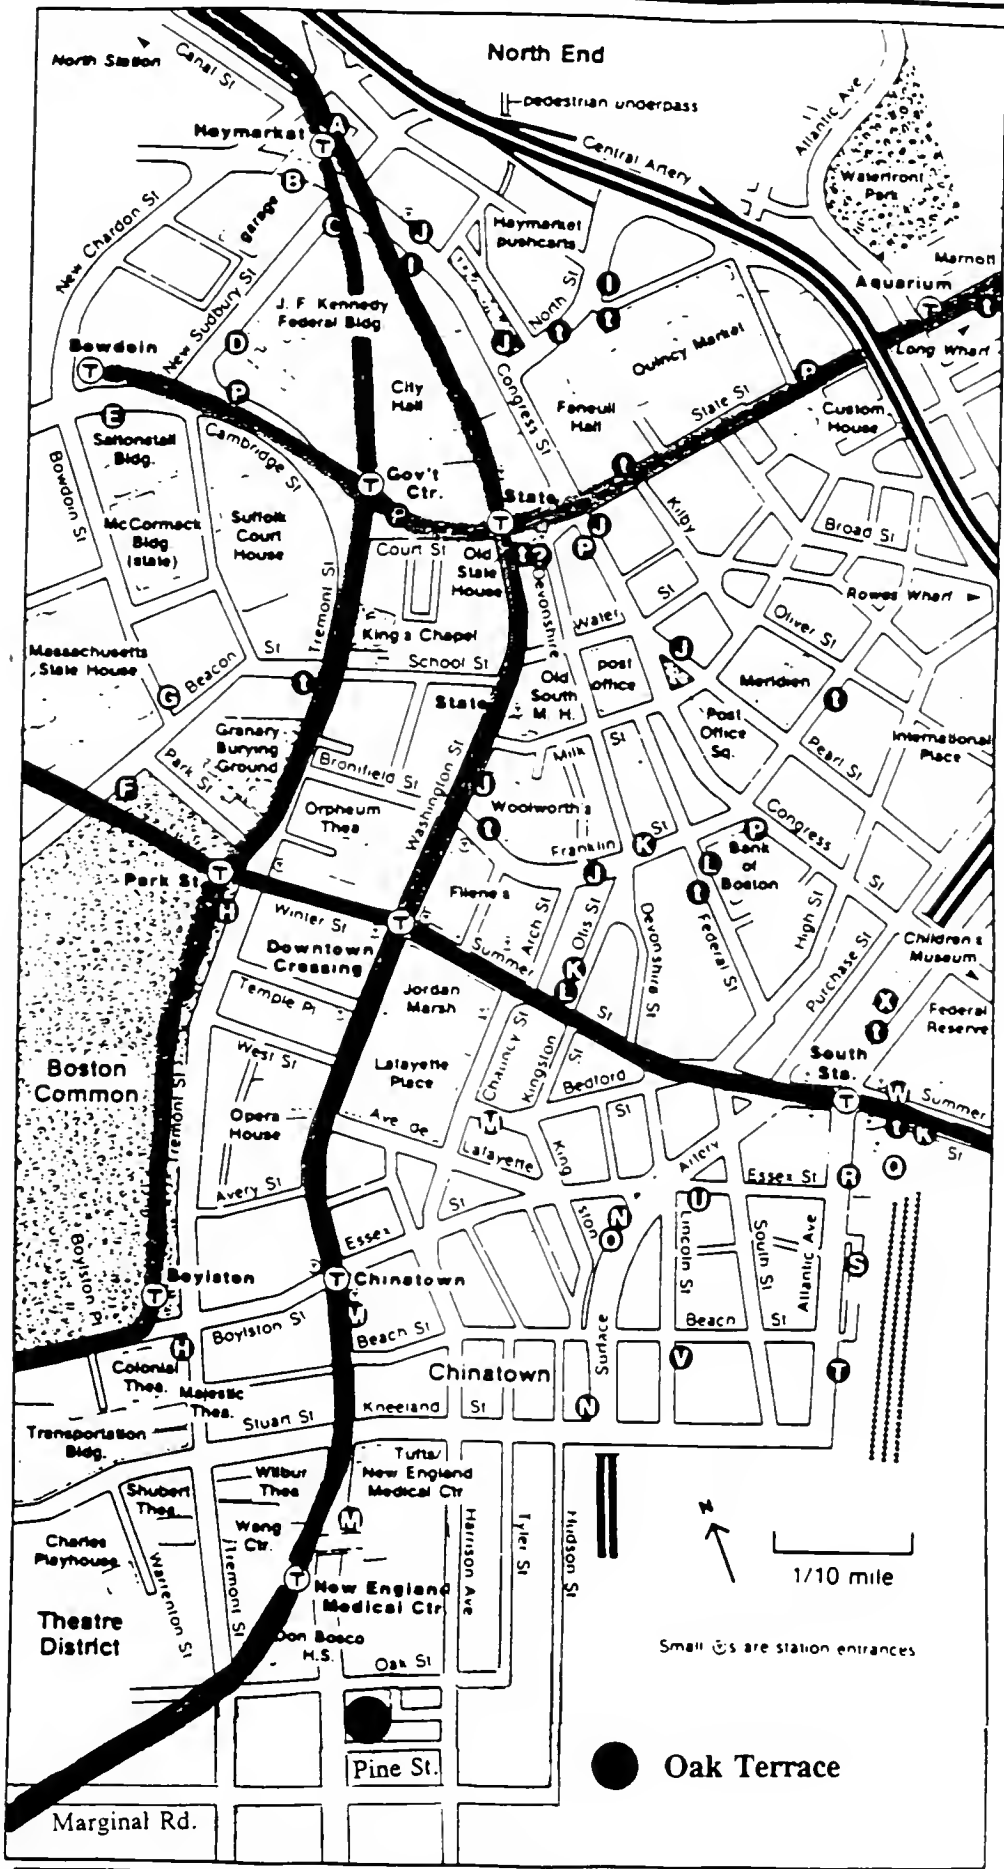 North End
North Station
Canal St
pedestrian underpass
Atlantic Ave
Haymarket
T
A
Central Artery
Waterfront
Park
B
garage
C
J
Haymarket
pushcarts
New Chardon St
I
Marriott
Aquarium
T
t
New Sudbury St
J. F. Kennedy
Federal Bldg.
North St
I
t
t
Long Wharf
Bowdoin
T
D
J
Quincy Market
P
P
City
Hall
Congress St
Faneuil
Hall
State St
Custom
House
E
Saltonstall
Bldg.
Cambridge St
Bowdoin St
Gov't
Ctr.
T
State
T
t
Kilby
St
McCormack
Bldg
(state)
Suffolk
Court
House
P
J
P
Broad St
Court St
Old
State
House
t
?
Devonshire
Rowes Wharf
Tremont St
King's Chapel
Water
Oliver St
Massachusetts
State House
Beacon
St
School St
post
office
J
Meridien
G
t
State
Old
South
M. H.
t
Granary
Burying
Ground
Post
Office
Sq.
International
Place
Park St
Bromfield St
Milk
St
Pearl St
F
Orpheum
Thea
Washington St
J
Woolworth's
t
Franklin
St
K
P
Congress
St
Bank
of
Boston
L
t
Park St
T
H
Filene's
J
Winter St
T
Downtown
Crossing
Summer
St
Arch St
Otis St
K
L
Devonshire St
Federal St
High St
Purchase St
Children's
Museum
Temple Pl
Jordan
Marsh
X
t
Federal
Reserve
Boston
Common
West St
Lafayette
Place
Chauncy St
Kingston
St
South
Sta.
T
Bedford
St
W
Summer
St
Tremont St
Opera
House
Ave de
Lafayette
M
t
K
King
ston
Artery
Essex St
O
R
Avery St
Essex
St
N
O
U
Lincoln St
South St
Atlantic Ave
S
Boylston Pl
Boylston
T
T
Chinatown
Boylston St
Beach St
W
Beach
St
Surface
H
Colonial
Thea.
Majestic
Thea.
Chinatown
V
T
Kneeland
St
N
Stuart St
Transportation
Bldg.
Tufts/
New England
Medical Ctr
Shubert
Thea.
Wilbur
Thea
Wang
Ctr.
M
Charles
Playhouse
Warrenton St
Tremont St
Harrison Ave
Tyler St
Hudson St
N
1/10 mile
T
New England
Medical Ctr
Theatre
District
Don Bosco
H.S.
Small Ts are station entrances
Oak St
Pine St.
Oak Terrace
Marginal Rd.